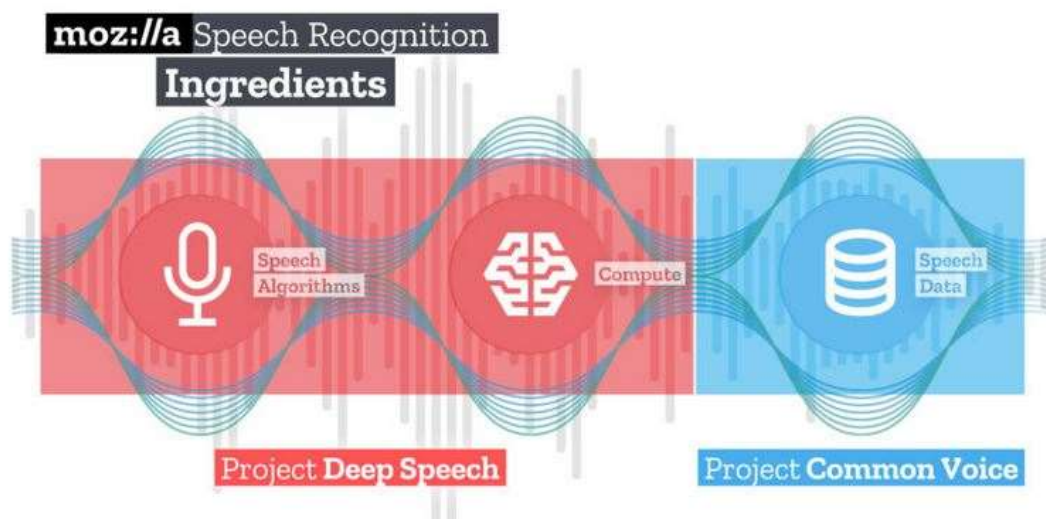 moz://a Speech Recognition
Ingredients
Speech
Algorithms
Compute
Speech
Data
Project Deep Speech
Project Common Voice